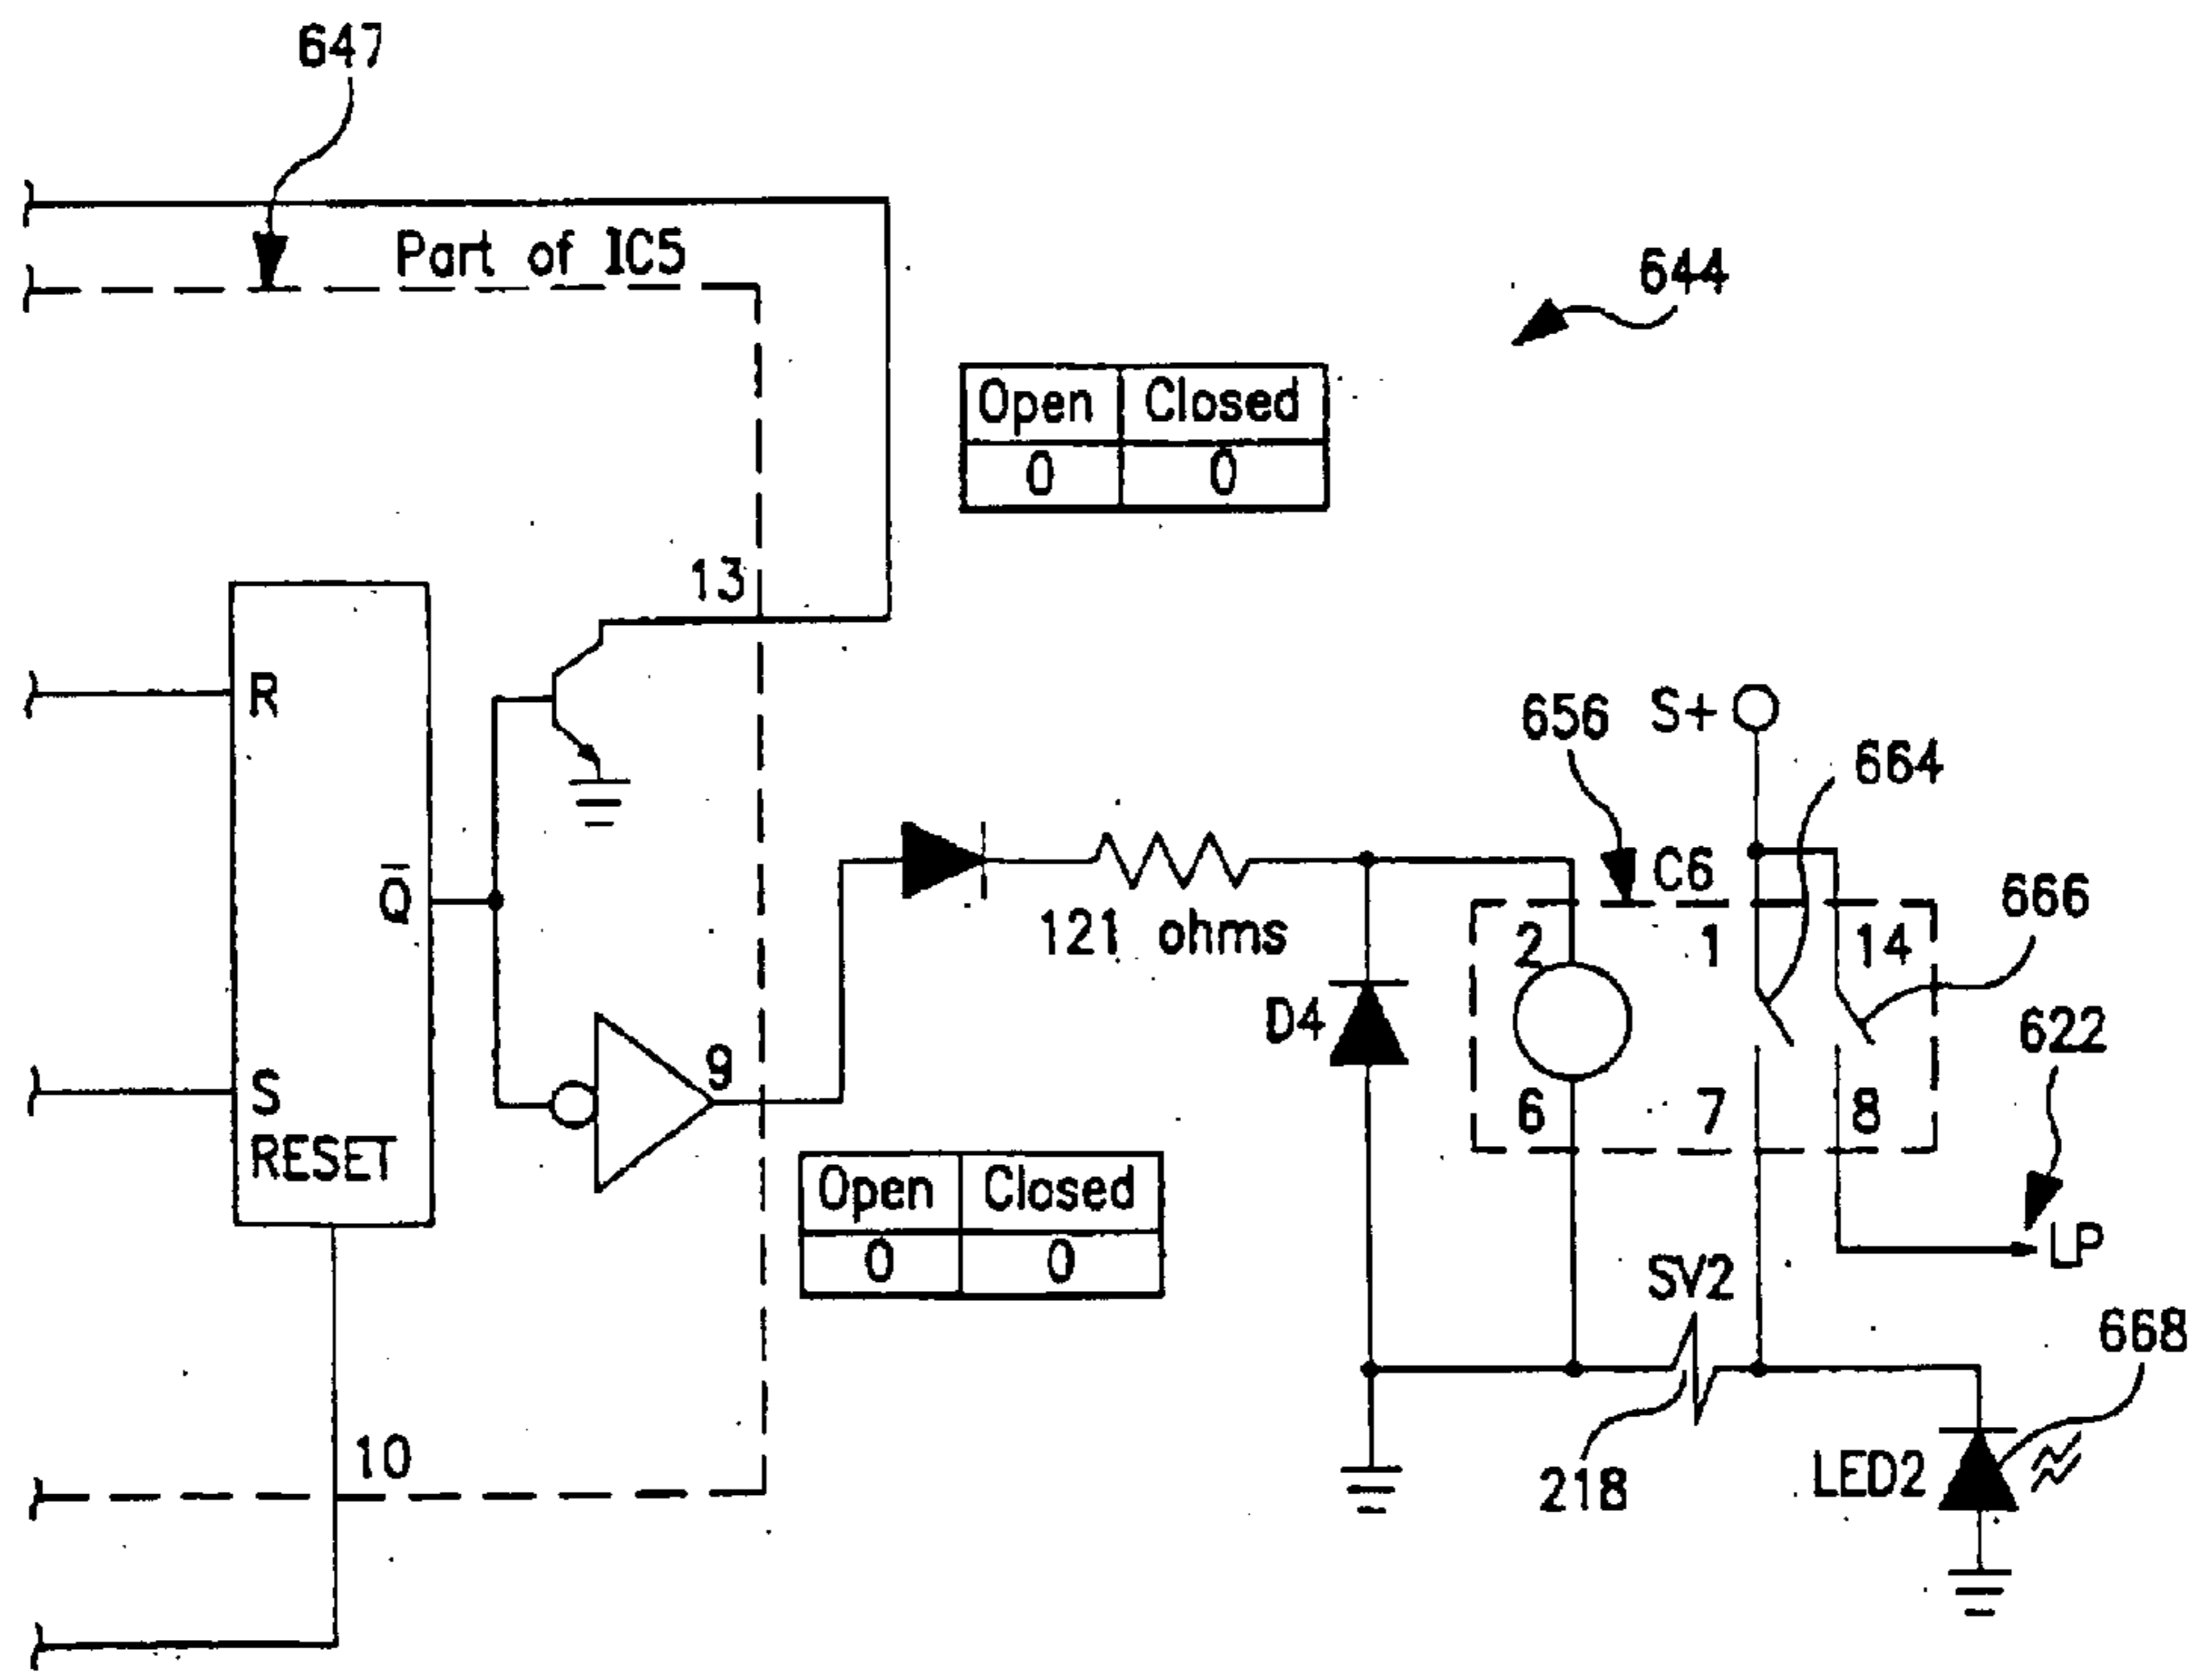 647
Part of IC5
644
Open Closed
0 0
13
R
656 S+
664
Q̅
C6
666
121 ohms
2 1 14
D4
622
9
S
6 7 8
RESET
Open Closed
0 0
LP
SV2
668
10
LED2
218